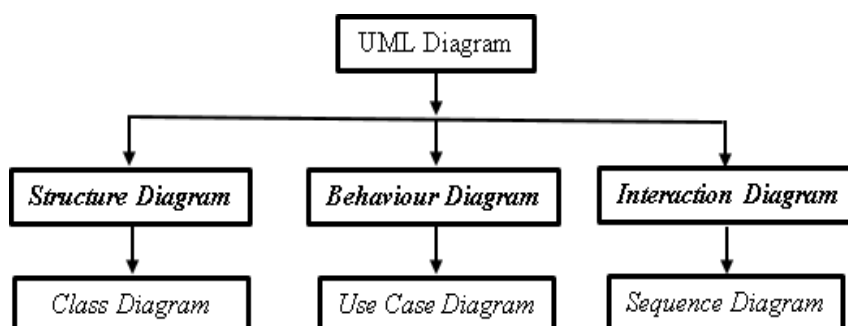 UML Diagram
Structure Diagram
Behaviour Diagram
Interaction Diagram
Class Diagram
Use Case Diagram
Sequence Diagram